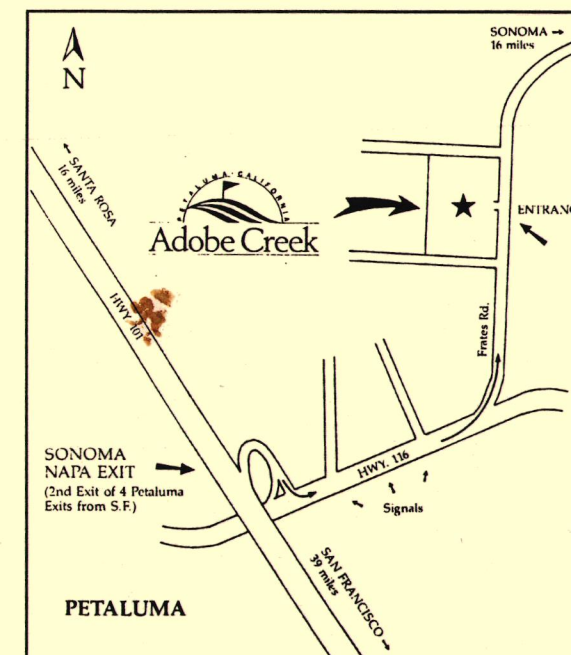 SONOMA →
16 miles
N
← SANTA ROSA
16 miles
PETALUMA · CALIFORNIA
Adobe Creek
ENTRANC
HWY 101
Frates Rd.
SONOMA
NAPA EXIT
(2nd Exit of 4 Petaluma
Exits from S.F.)
HWY. 116
Signals
SAN FRANCISCO →
39 miles
PETALUMA